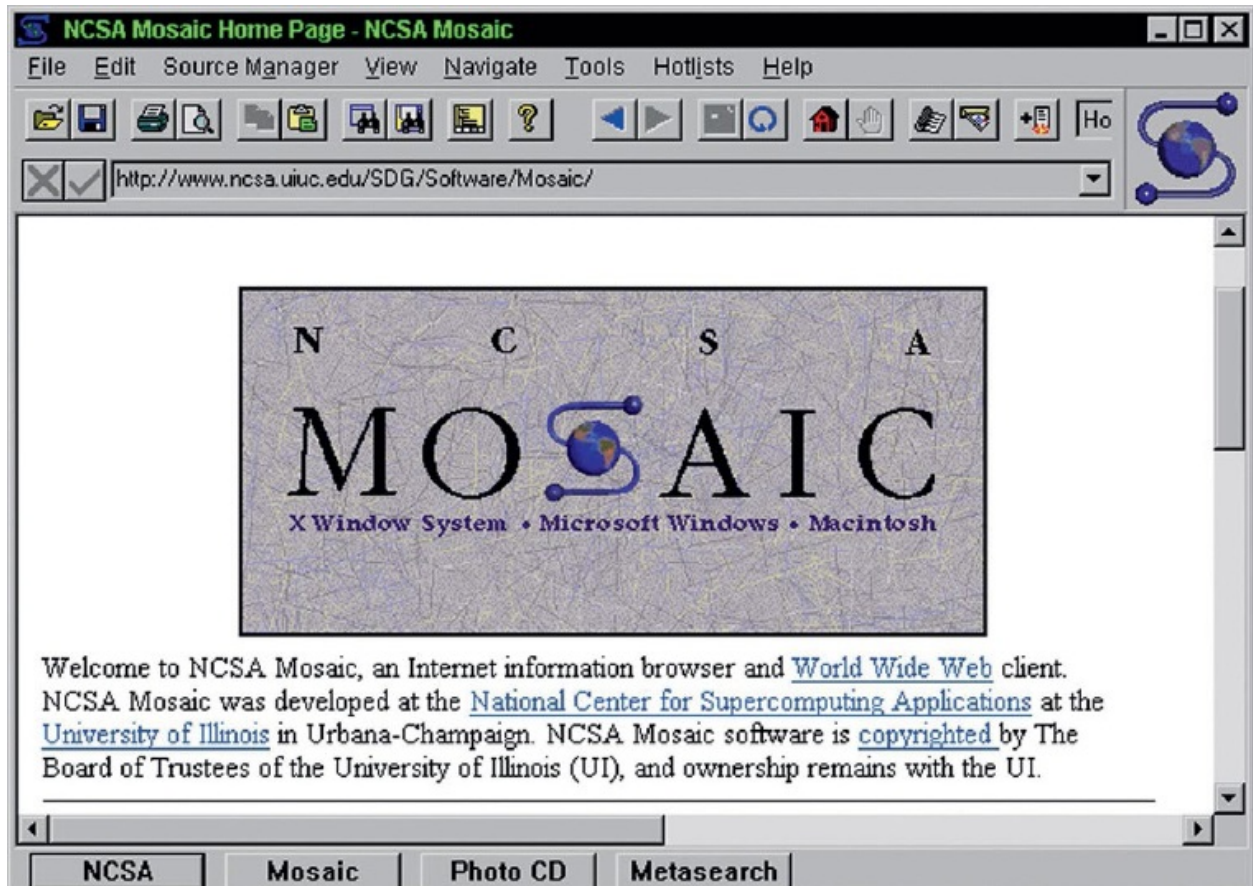 NCSA Mosaic Home Page - NCSA Mosaic
File Edit Source Manager View Navigate Tools Hotlists Help
Ho
http://www.ncsa.uiuc.edu/SDG/Software/Mosaic/
N C S A
MOSAIC
X Window System • Microsoft Windows • Macintosh
Welcome to NCSA Mosaic, an Internet information browser and World Wide Web client.
NCSA Mosaic was developed at the National Center for Supercomputing Applications at the
University of Illinois in Urbana-Champaign. NCSA Mosaic software is copyrighted by The
Board of Trustees of the University of Illinois (UI), and ownership remains with the UI.
NCSA Mosaic Photo CD Metasearch